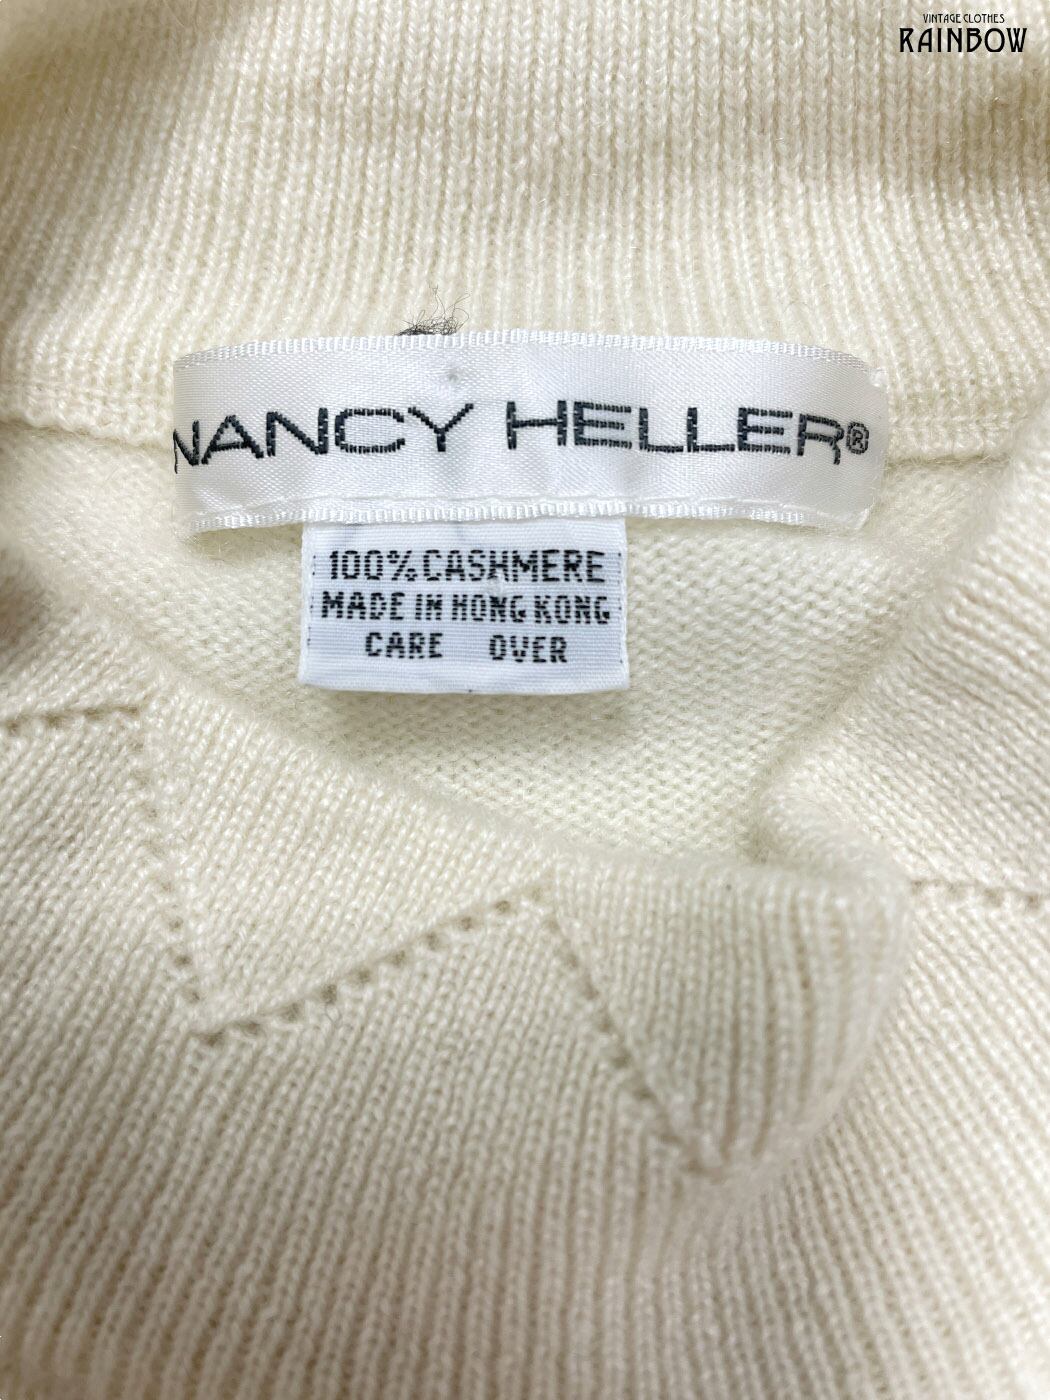 VINTAGE CLOTHES
RAINBOW
NANCY HELLER®
100% CASHMERE
MADE IN HONG KONG
CARE OVER